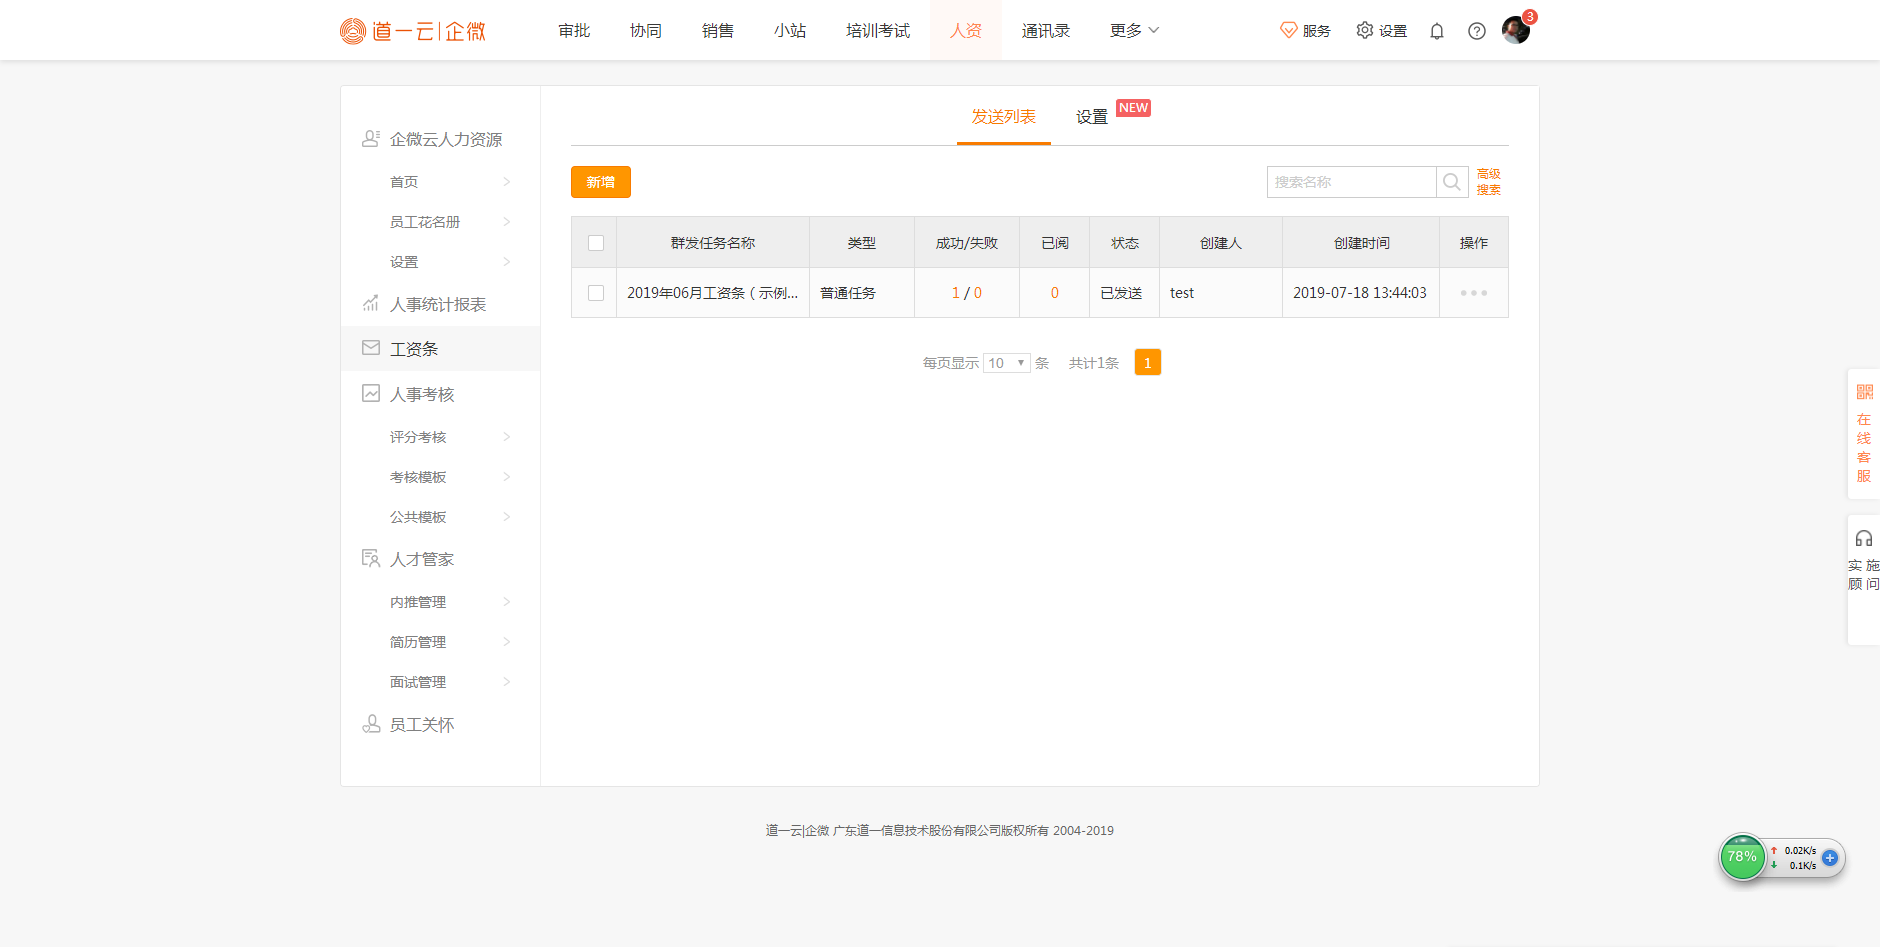 道一云|企微
审批 协同 销售 小站 培训考试 人资 通讯录 更多
服务 设置 3
企微云人力资源
首页
员工花名册
设置
人事统计报表
工资条
人事考核
评分考核
考核模板
公共模板
人才管家
内推管理
简历管理
面试管理
员工关怀
发送列表 设置 NEW
新增
搜索名称
高级
搜索
群发任务名称 类型 成功/失败 已阅 状态 创建人 创建时间 操作
2019年06月工资条（示例... 普通任务 1 / 0 0 已发送 test 2019-07-18 13:44:03
每页显示 10 条 共计1条 1
在
线
客
服
实 施
顾 问
道一云|企微 广东道一信息技术股份有限公司版权所有 2004-2019
78%
0.02K/s
0.1K/s